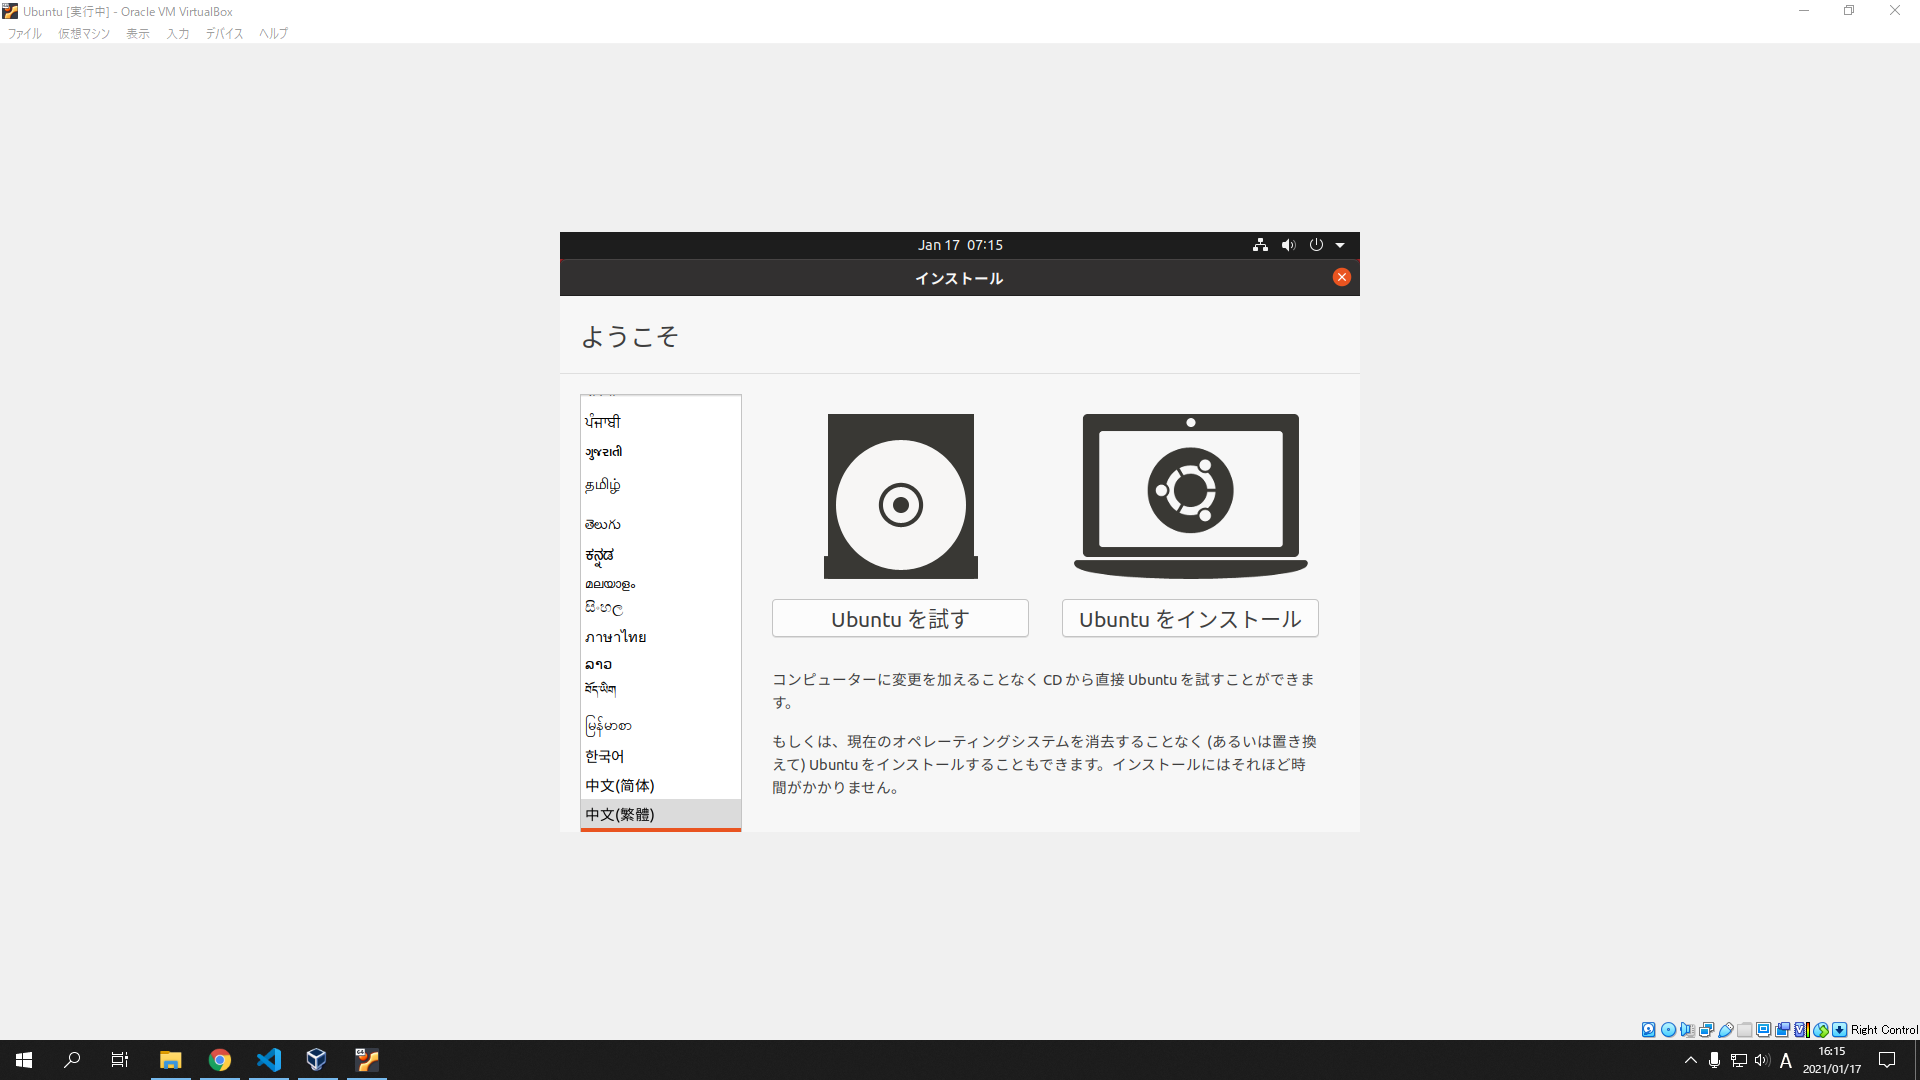 Ubuntu [実行中] - Oracle VM VirtualBox
ファイル 仮想マシン 表示 入力 デバイス ヘルプ
Jan 17 07:15
インストール
ようこそ
ਪੰਜਾਬੀ
ગુજરાતી
தமிழ்
తెలుగు
ಕನ್ನಡ
മലയാളം
සිංහල
ภาษาไทย
ລາວ
བོད་ཡིག
မြန်မာစာ
한국어
中文(简体)
中文(繁體)
Ubuntu を試す
Ubuntu をインストール
コンピューターに変更を加えることなく CD から直接 Ubuntu を試すことができま
す。
もしくは、現在のオペレーティングシステムを消去することなく (あるいは置き換
えて) Ubuntu をインストールすることもできます。インストールにはそれほど時
間がかかりません。
Right Control
A
16:15
2021/01/17